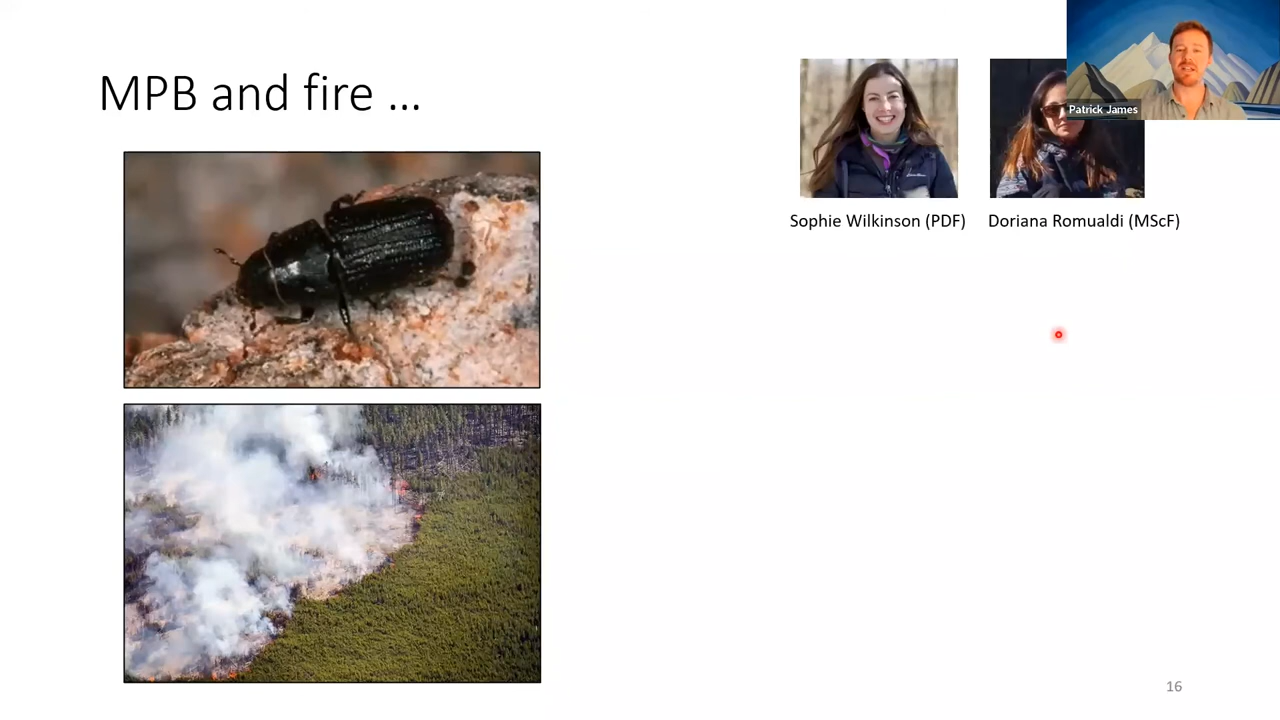 MPB and fire ...
Patrick James
Sophie Wilkinson (PDF)
Doriana Romualdi (MScF)
16